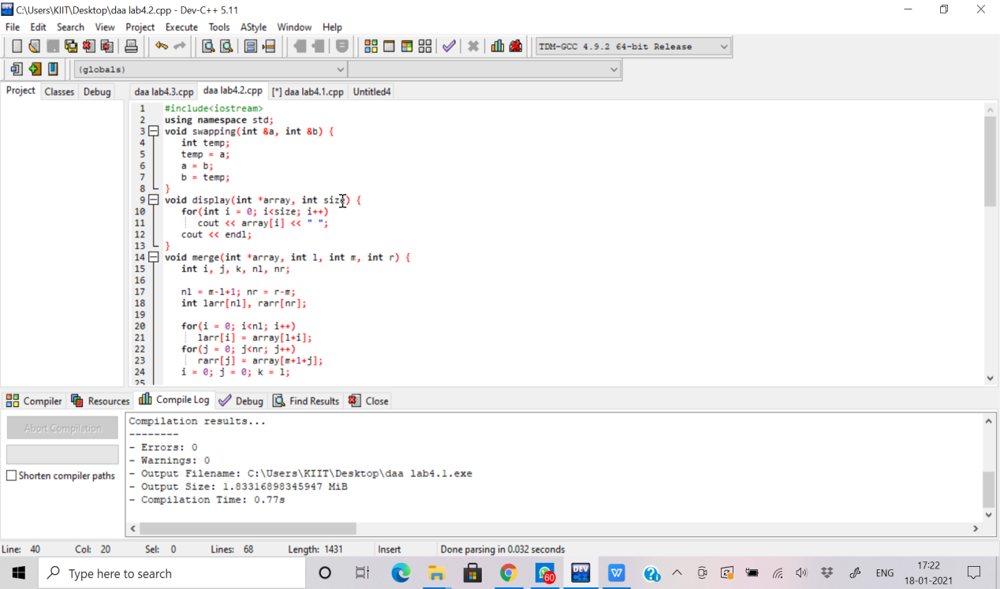 C:\Users\KIIT\Desktop\daa lab4.2.cpp - Dev-C++ 5.11
File Edit Search View Project Execute Tools AStyle Window Help
TDM-GCC 4.9.2 64-bit Release
(globals)
Project Classes Debug
daa lab4.3.cpp daa lab4.2.cpp [*] daa lab4.1.cpp Untitled4
1 #include<iostream>
2 using namespace std;
3 void swapping(int &a, int &b) {
4 int temp;
5 temp = a;
6 a = b;
7 b = temp;
8 }
9 void display(int *array, int size) {
10 for(int i = 0; i<size; i++)
11 cout << array[i] << " ";
12 cout << endl;
13 }
14 void merge(int *array, int l, int m, int r) {
15 int i, j, k, nl, nr;
16
17 nl = m-l+1; nr = r-m;
18 int larr[nl], rarr[nr];
19
20 for(i = 0; i<nl; i++)
21 larr[i] = array[l+i];
22 for(j = 0; j<nr; j++)
23 rarr[j] = array[m+1+j];
24 i = 0; j = 0; k = l;
25
Compiler Resources Compile Log Debug Find Results Close
Abort Compilation
Shorten compiler paths
Compilation results...
--------
- Errors: 0
- Warnings: 0
- Output Filename: C:\Users\KIIT\Desktop\daa lab4.1.exe
- Output Size: 1.83316898345947 MiB
- Compilation Time: 0.77s
Line: 40 Col: 20 Sel: 0 Lines: 68 Length: 1431 Insert Done parsing in 0.032 seconds
Type here to search
60
DEV
W
ENG
17:22
18-01-2021